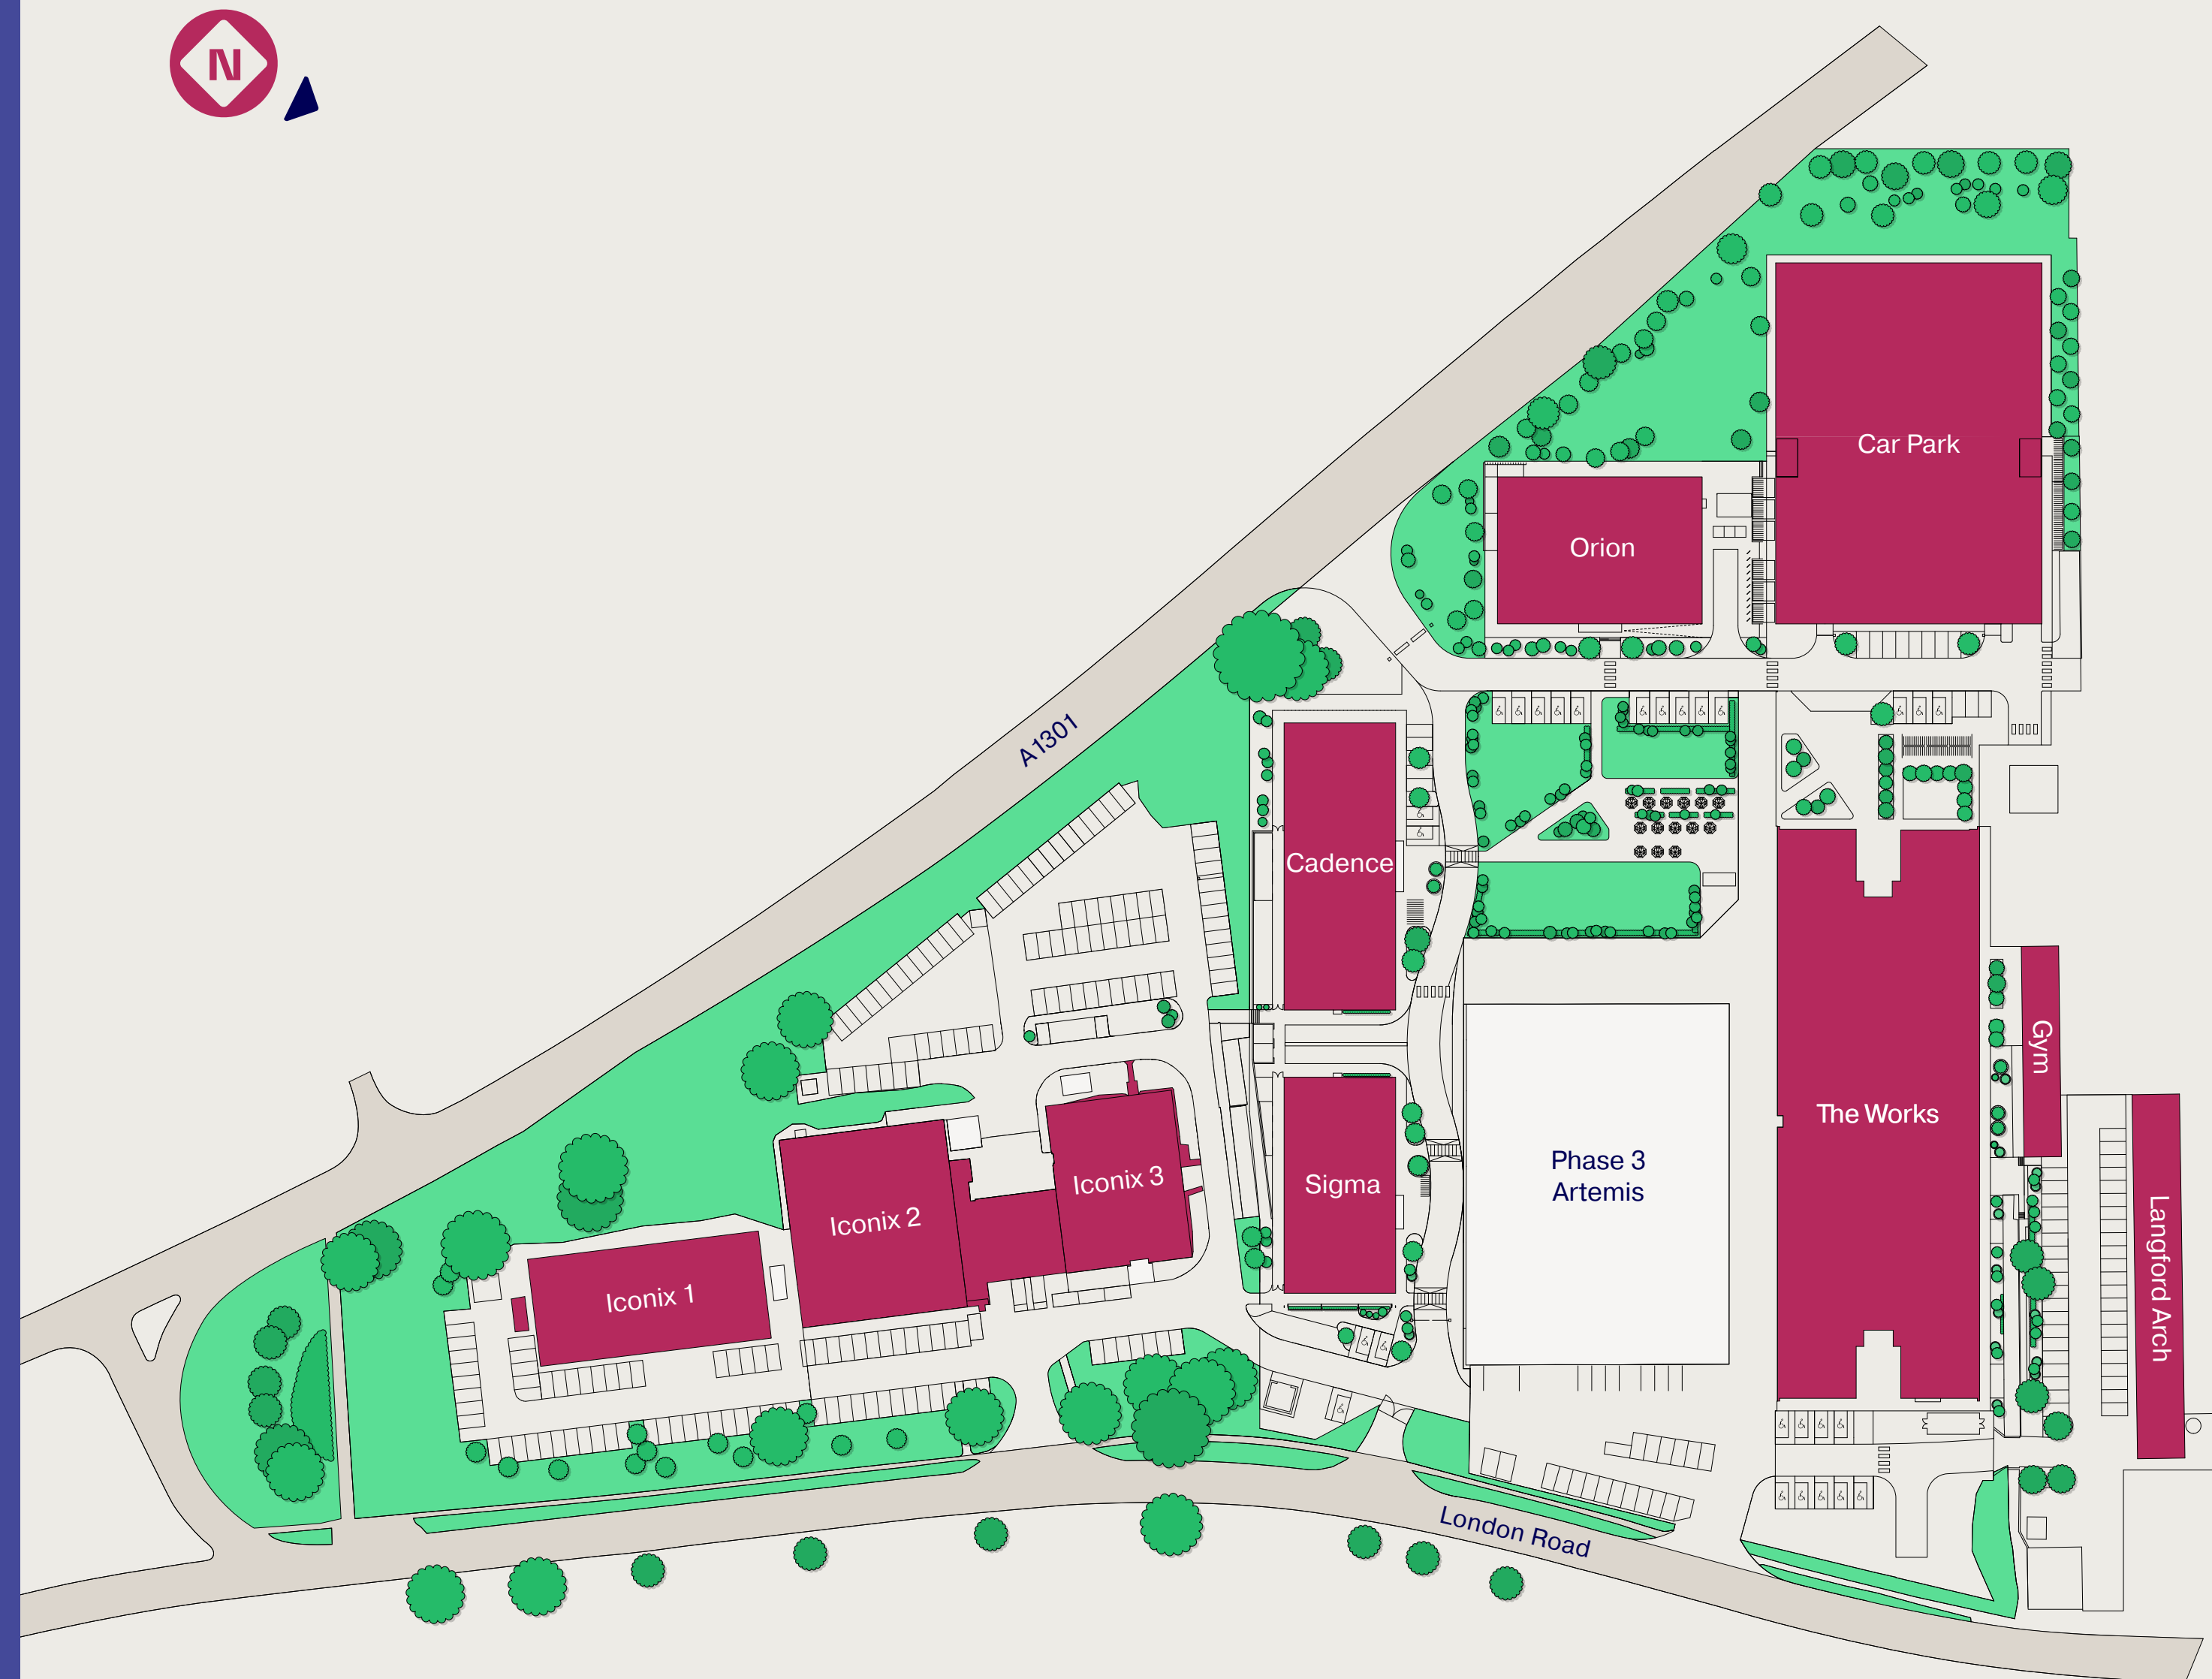 N
Car Park
Orion
A1301
Cadence
Gym
The Works
Phase 3
Artemis
Iconix 3
Sigma
Iconix 2
Langford Arch
Iconix 1
London Road